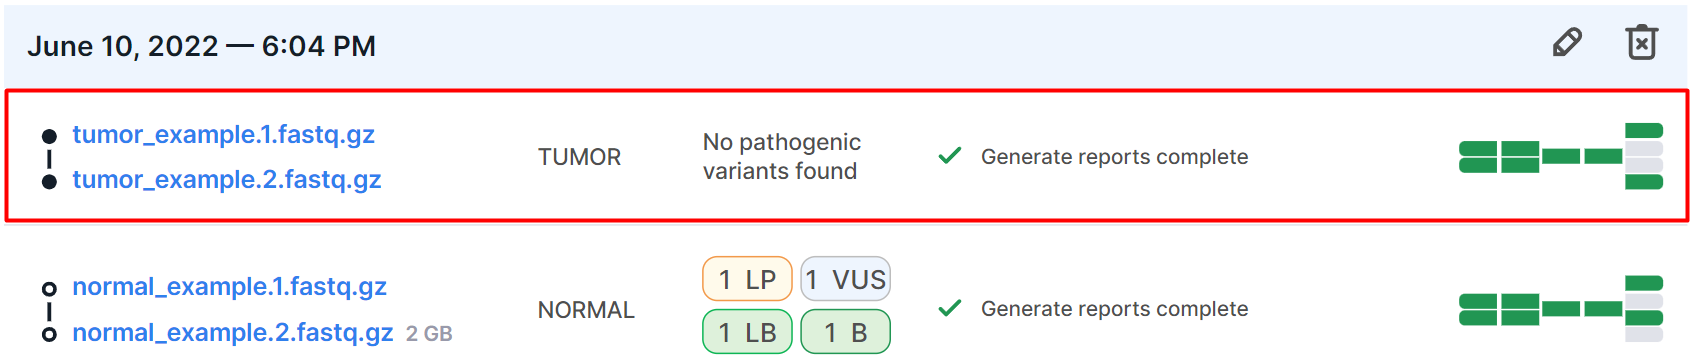 June 10, 2022 — 6:04 PM
tumor_example.1.fastq.gz
tumor_example.2.fastq.gz
TUMOR
No pathogenic
variants found
Generate reports complete
normal_example.1.fastq.gz
normal_example.2.fastq.gz 2 GB
NORMAL
1 LP 1 VUS
1 LB 1 B
Generate reports complete